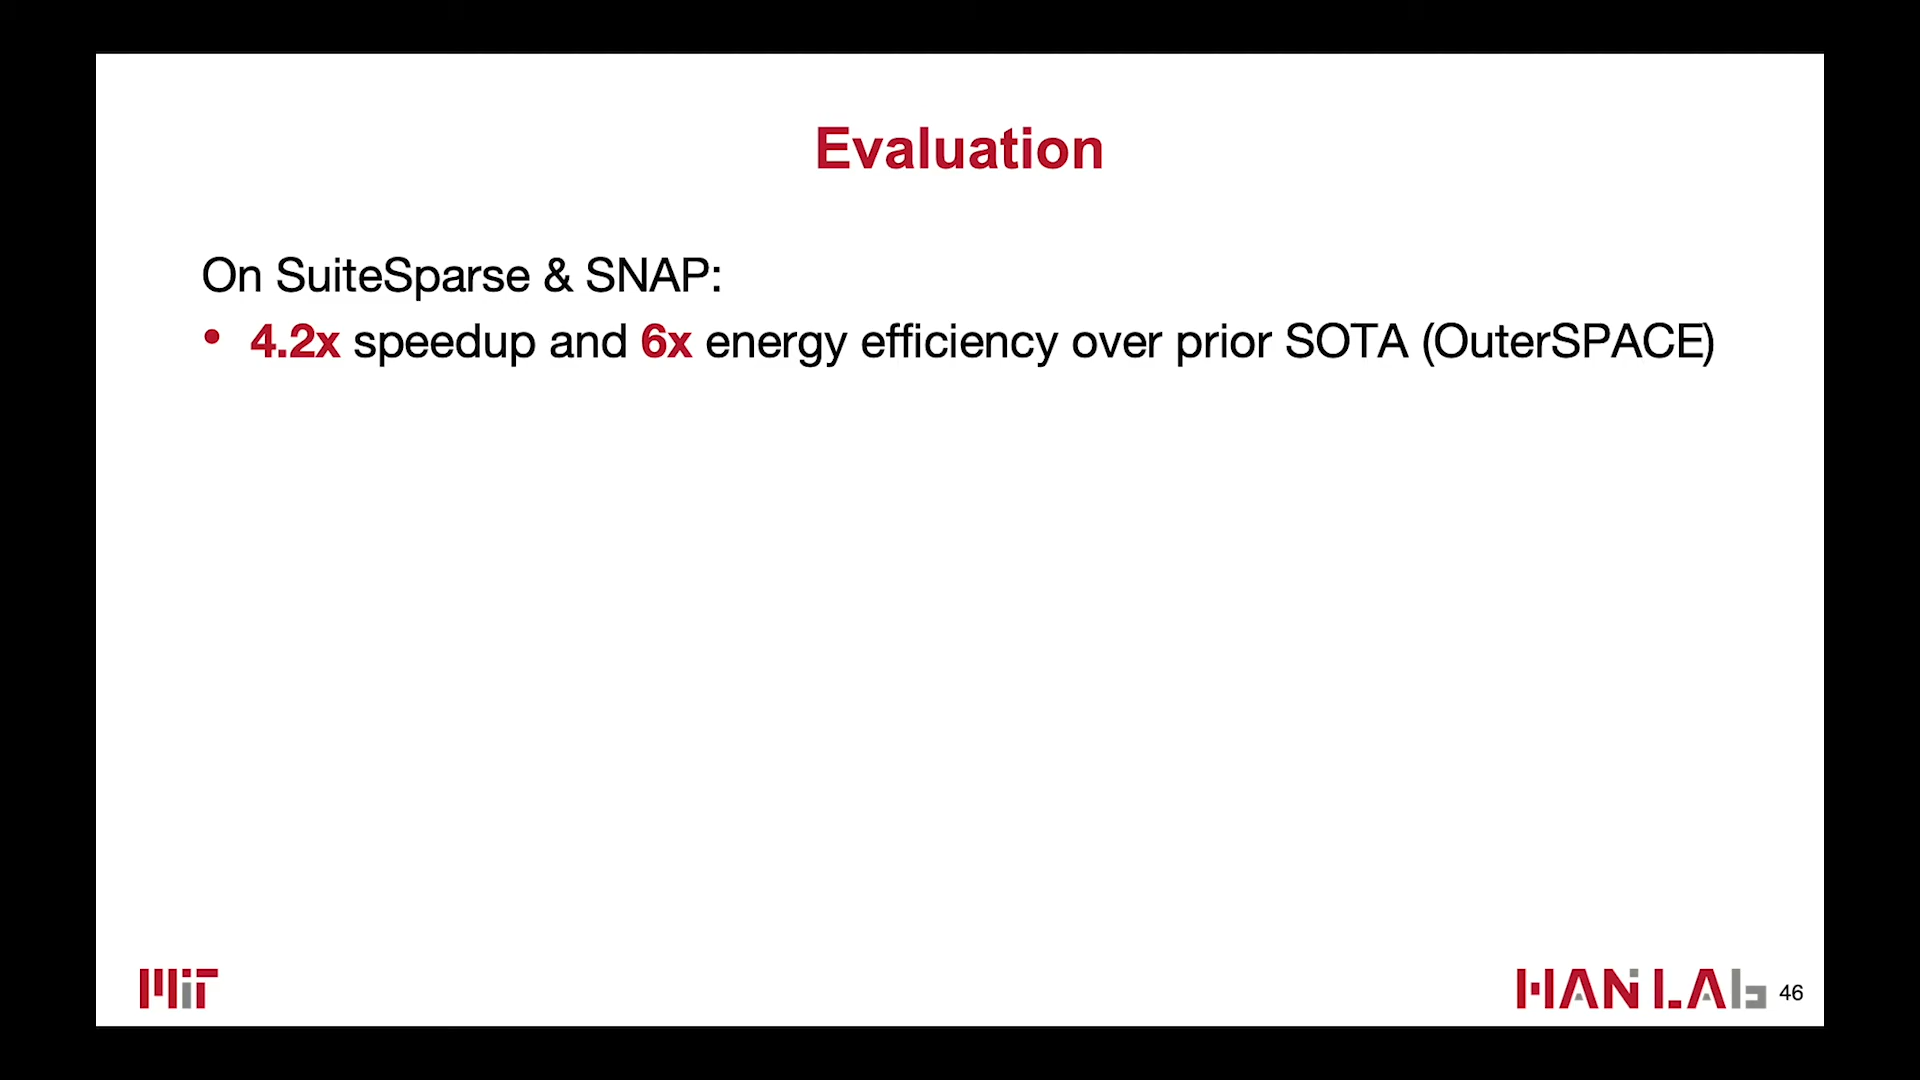 Evaluation
On SuiteSparse & SNAP:
• 4.2x speedup and 6x energy efficiency over prior SOTA (OuterSPACE)
MIT
HAN LAB 46